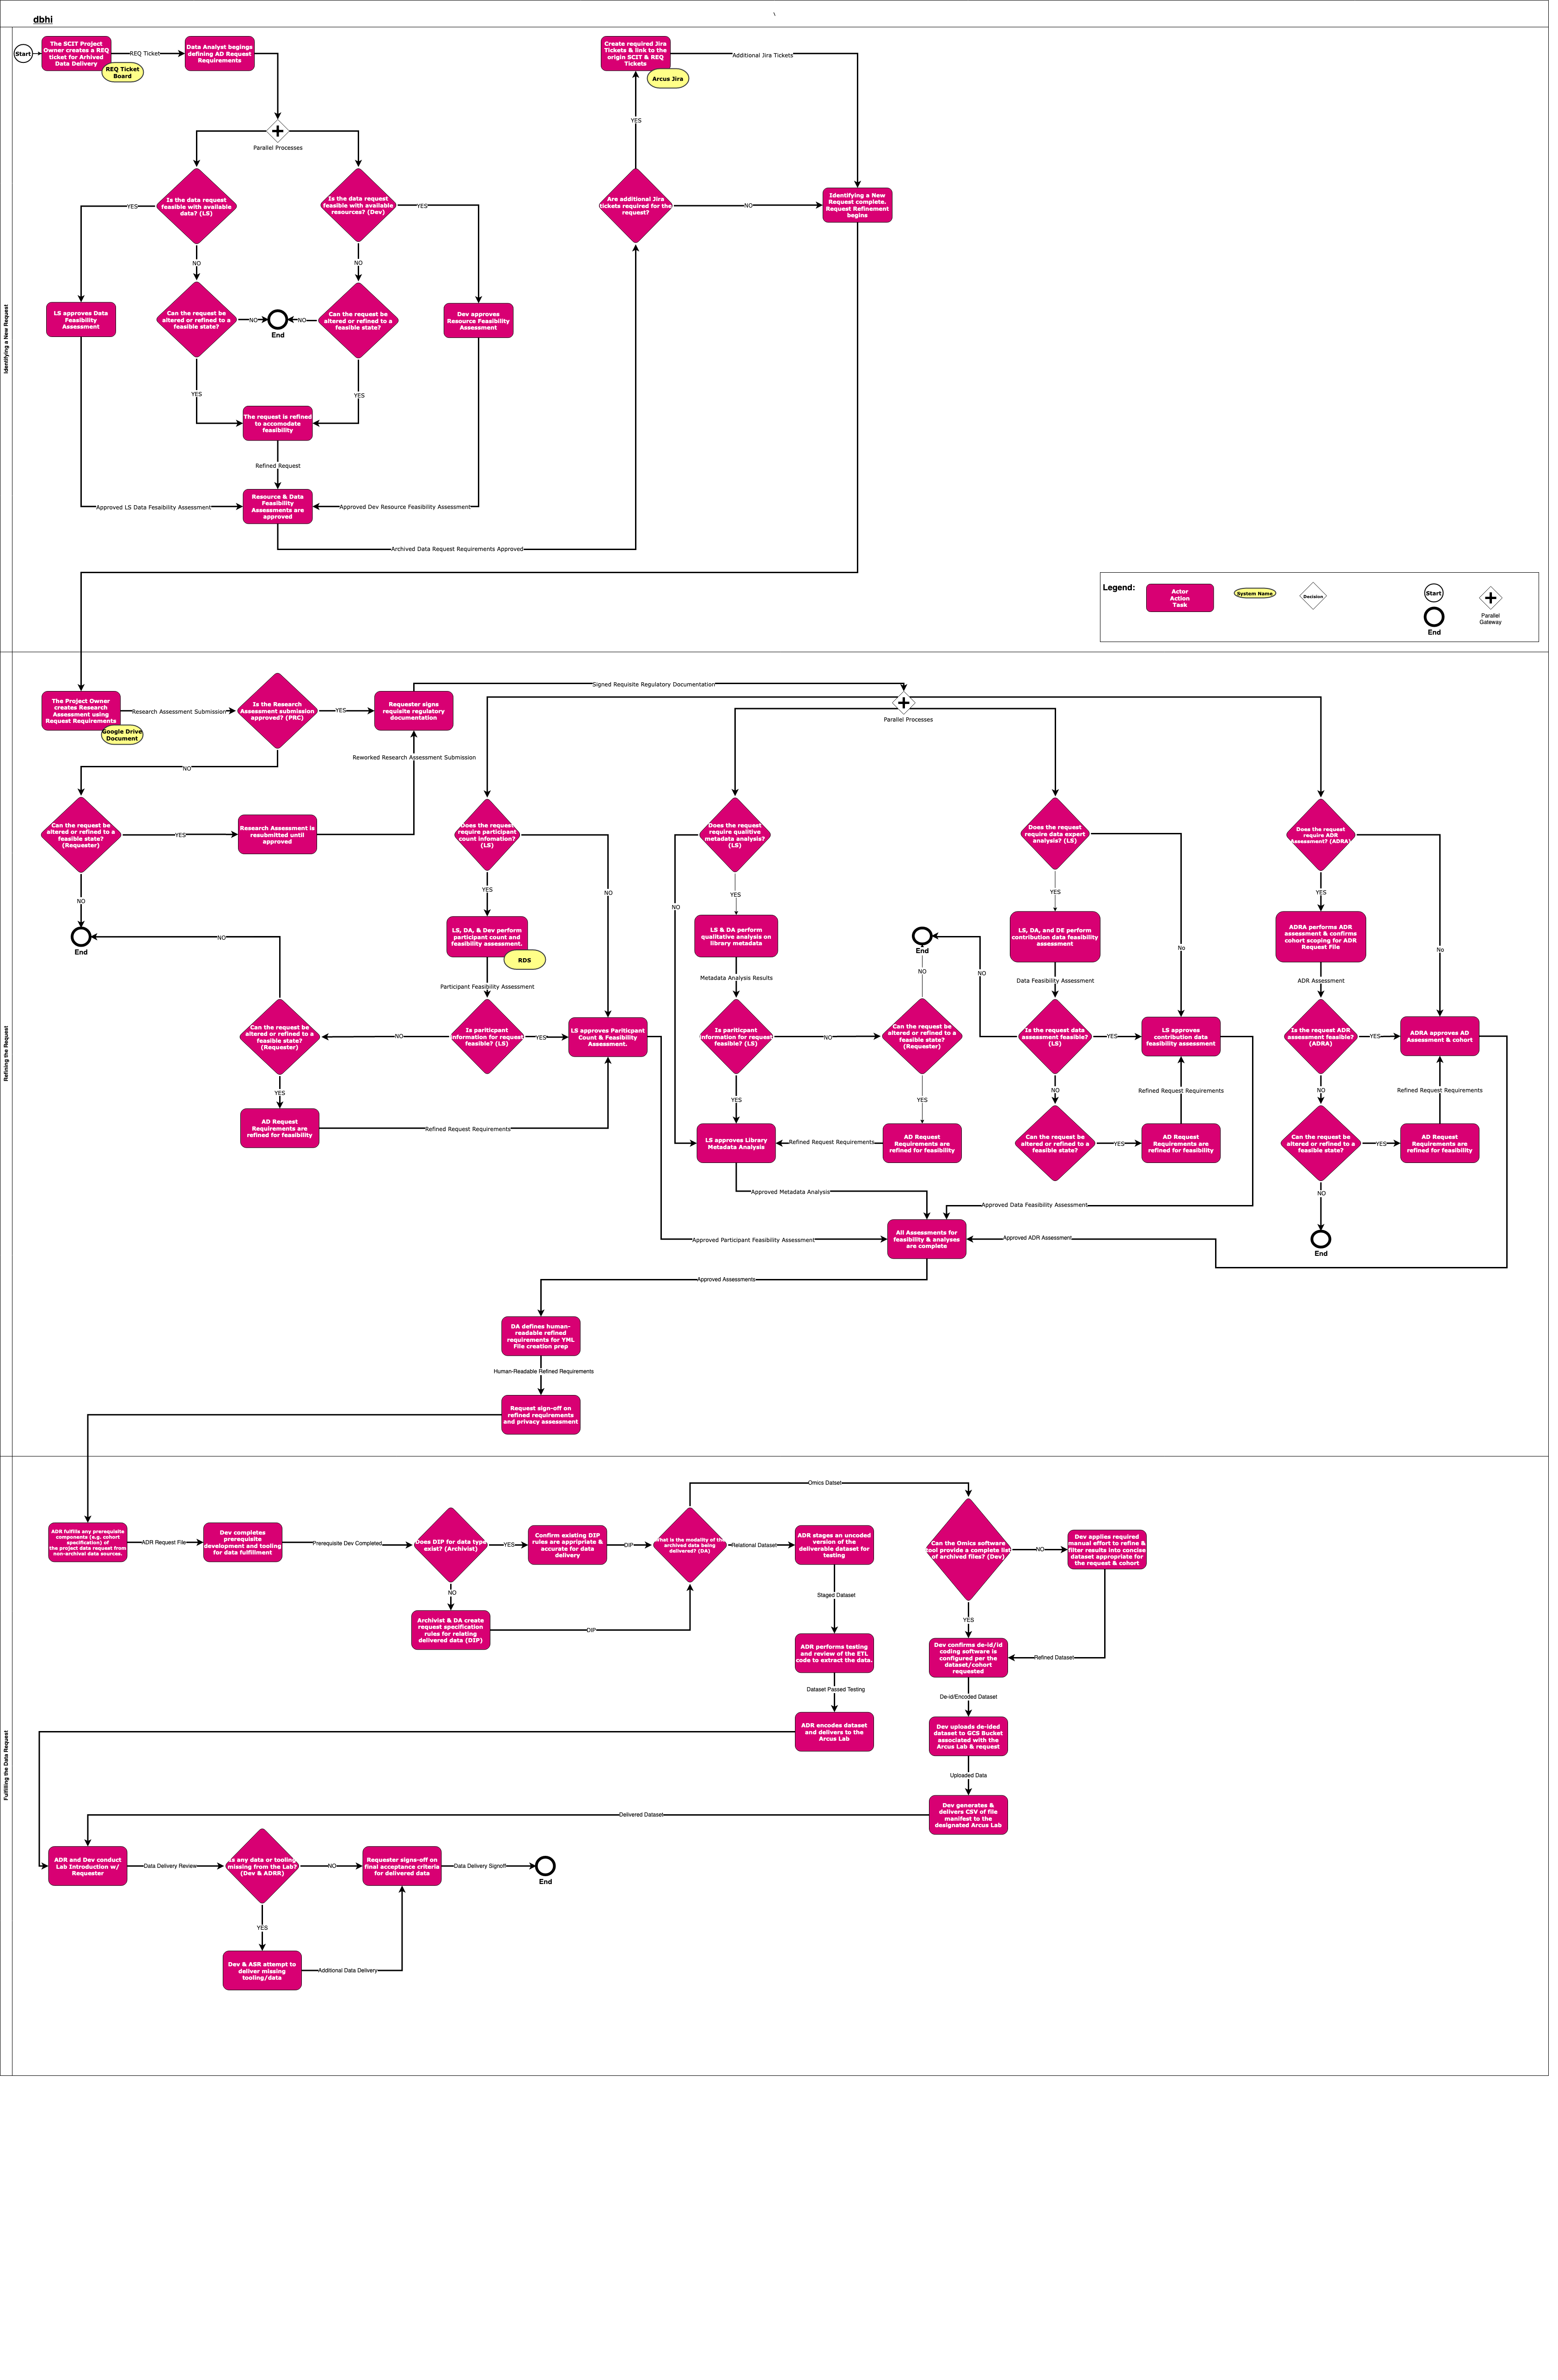 dbhi
\
Identifying a New Request
Start
The SCIT Project
Owner creates a REQ
ticket for Arhived
Data Delivery
REQ Ticket
Board
REQ Ticket
Data Analyst begings
defining AD Request
Requirements
Parallel Processes
Is the data request
feasible with available
data? (LS)
Is the data request
feasible with available
resources? (Dev)
YES
YES
NO
NO
LS approves Data
Feasibility
Assessment
Can the request be
altered or refined to a
feasible state?
NO
End
NO
Can the request be
altered or refined to a
feasible state?
Dev approves
Resource Feasibility
Assessment
YES
YES
The request is refined
to accomodate
feasibility
Refined Request
Approved LS Data Fesaibility Assessment
Resource & Data
Feasibility
Assessments are
approved
Approved Dev Resource Feasibility Assessment
Archived Data Request Requirements Approved
Create required Jira
Tickets & link to the
origin SCIT & REQ
Tickets
Arcus Jira
Additional Jira Tickets
YES
Are additional Jira
tickets required for the
request?
NO
Identifying a New
Request complete.
Request Refinement
begins
Legend:
Actor
Action
Task
System Name
Decision
Start
End
Parallel
Gateway
Refining the Request
The Project Owner
creates Research
Assessment using
Request Requirements
Google Drive
Document
Research Assessment Submission
Is the Research
Assessment submission
approved? (PRC)
YES
Requester signs
requisite regulatory
documentation
Signed Requisite Regulatory Documentation
Parallel Processes
NO
Reworked Research Assessment Submission
Can the request be
altered or refined to a
feasible state?
(Requester)
YES
Research Assessment is
resubmitted until
approved
NO
End
NO
Does the request
require participant
count infomation?
(LS)
YES
NO
LS, DA, & Dev perform
participant count and
feasibility assessment.
RDS
Participant Feasibility Assessment
Can the request be
altered or refined to a
feasible state?
(Requester)
NO
Is pariticpant
information for request
feasible? (LS)
YES
LS approves Pariticpant
Count & Feasibility
Assessment.
YES
AD Request
Requirements are
refined for feasibility
Refined Request Requirements
Does the request
require qualitive
metadata analysis?
(LS)
YES
NO
LS & DA perform
qualitative analysis on
library metadata
Metadata Analysis Results
Is pariticpant
information for request
feasible? (LS)
NO
Can the request be
altered or refined to a
feasible state?
(Requester)
NO
End
YES
YES
LS approves Library
Metadata Analysis
Refined Request Requirements
AD Request
Requirements are
refined for feasibility
Does the request
require data expert
analysis? (LS)
YES
No
LS, DA, and DE perform
contribution data feasibility
assessment
Data Feasibility Assessment
NO
Is the request data
assessment feasible?
(LS)
YES
LS approves
contribution data
feasibility assessment
NO
Refined Request Requirements
Can the request be
altered or refined to a
feasible state?
YES
AD Request
Requirements are
refined for feasibility
Does the request
require ADR
Assessment? (ADRA)
YES
No
ADRA performs ADR
assessment & confirms
cohort scoping for ADR
Request File
ADR Assessment
Is the request ADR
assessment feasible?
(ADRA)
YES
ADRA approves AD
Assessment & cohort
NO
Refined Request Requirements
Can the request be
altered or refined to a
feasible state?
YES
AD Request
Requirements are
refined for feasibility
NO
End
Approved Metadata Analysis
Approved Data Feasibility Assessment
Approved Participant Feasibility Assessment
All Assessments for
feasibility & analyses
are complete
Approved ADR Assessment
Approved Assessments
DA defines human-
readable refined
requirements for YML
File creation prep
Human-Readable Refined Requirements
Request sign-off on
refined requirements
and privacy assessment
Fulfilling the Data Request
ADR fulfills any prerequisite
components (e.g. cohort
specification) of
the project data request from
non-archival data sources.
ADR Request File
Dev completes
prerequisite
development and tooling
for data fulfillment
Prerequisite Dev Completed
Does DIP for data type
exist? (Archivist)
YES
Confirm existing DIP
rules are appripriate &
accurate for data
delivery
DIP
NO
Archivist & DA create
request specification
rules for relating
delivered data (DIP)
DIP
What is the modality of the
archived data being
delivered? (DA)
Omics Datset
Relational Dataset
ADR stages an uncoded
version of the
deliverable dataset for
testing
Staged Dataset
ADR performs testing
and review of the ETL
code to extract the data.
Dataset Passed Testing
ADR encodes dataset
and delivers to the
Arcus Lab
Can the Omics software
tool provide a complete list
of archived files? (Dev)
NO
Dev applies required
manual effort to refine &
filter results into concise
dataset appropriate for
the request & cohort
YES
Dev confirms de-id/id
coding software is
configured per the
dataset/cohort
requested
Refined Dataset
De-id/Encoded Dataset
Dev uploads de-ided
dataset to GCS Bucket
associated with the
Arcus Lab & request
Uploaded Data
Dev generates &
delivers CSV of file
manifest to the
designated Arcus Lab
Delivered Dataset
ADR and Dev conduct
Lab Introduction w/
Requester
Data Delivery Review
Is any data or tooling
missing from the Lab?
(Dev & ADRR)
NO
Requester signs-off on
final acceptance criteria
for delivered data
Data Delivery Signoff
End
YES
Dev & ASR attempt to
deliver missing
tooling/data
Additional Data Delivery